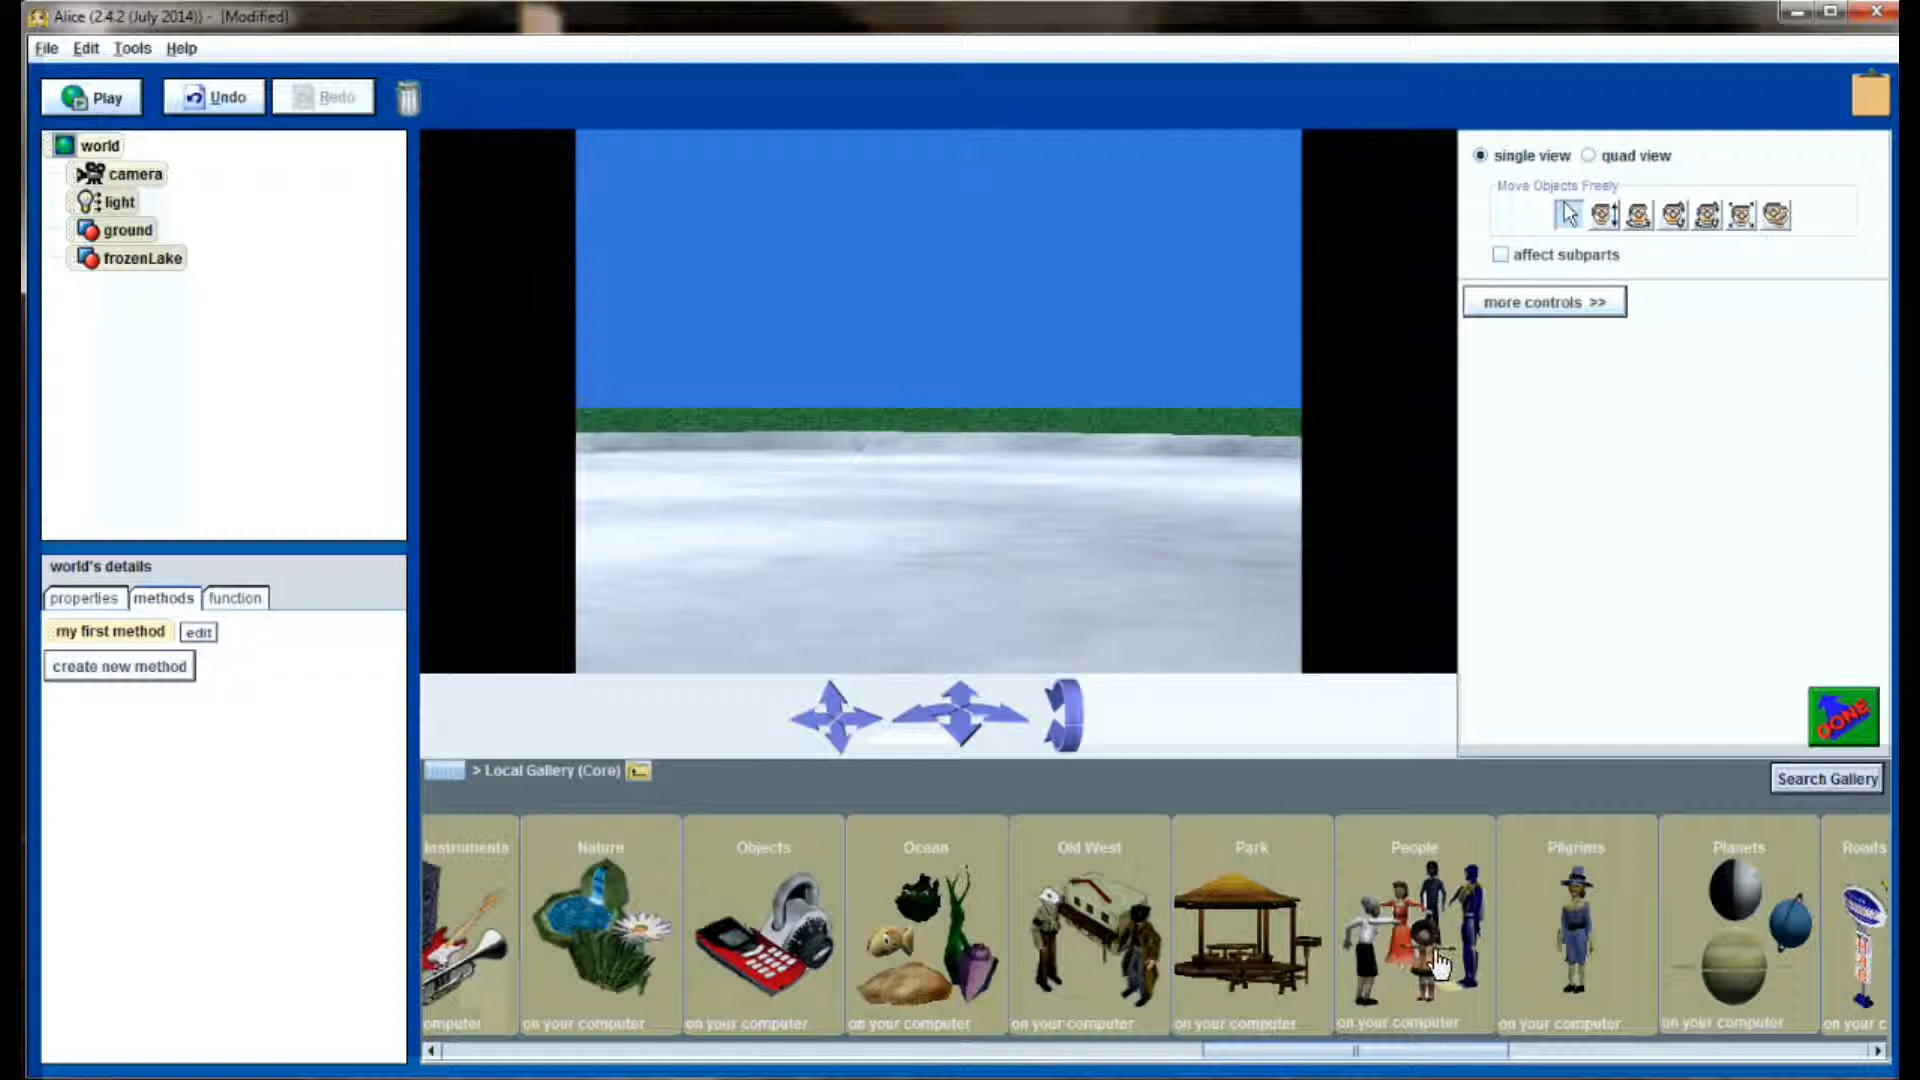 Alice (2.4.2 (July 2014)) - [Modified]
File Edit Tools Help
Play Undo Redo
world
camera
light
ground
frozenLake
single view quad view
Move Objects Freely
affect subparts
more controls >>
world's details
properties methods function
my first method edit
create new method
DONE
> Local Gallery (Core)
Search Gallery
Instruments Nature Objects Ocean Old West Park People Pilgrims Planets Roads
omputer on your computer on your computer on your computer on your computer on your computer on your computer on your computer on your computer on your c